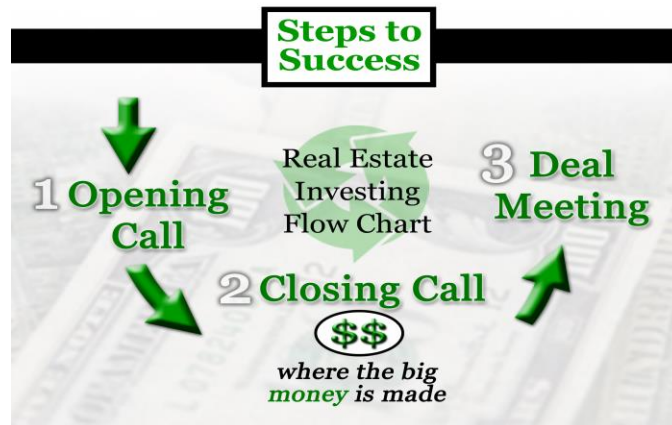 Steps to
Success
Real Estate
Investing
Flow Chart
1 Opening
Call
2 Closing Call
$$
where the big
money is made
3 Deal
Meeting